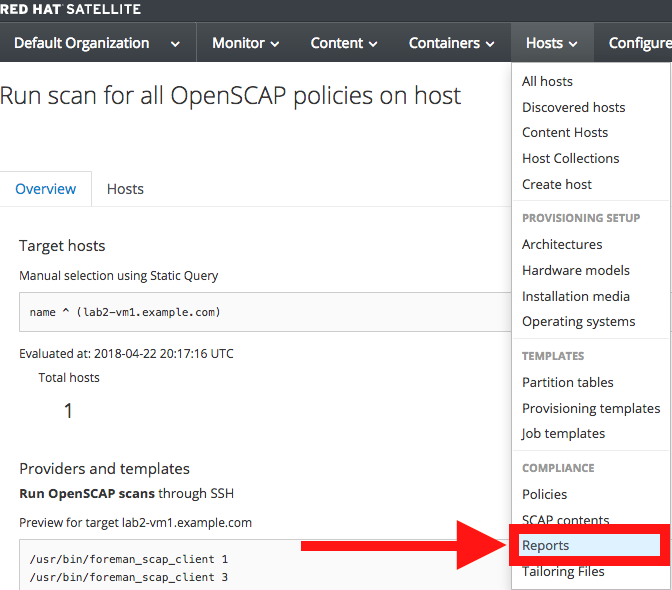 RED HAT SATELLITE
Default Organization Monitor Content Containers Hosts Configure
Run scan for all OpenSCAP policies on host
Overview Hosts
Target hosts
Manual selection using Static Query
name ^ (lab2-vm1.example.com)
Evaluated at: 2018-04-22 20:17:16 UTC
Total hosts
1
Providers and templates
Run OpenSCAP scans through SSH
Preview for target lab2-vm1.example.com
/usr/bin/foreman_scap_client 1
/usr/bin/foreman_scap_client 3
All hosts
Discovered hosts
Content Hosts
Host Collections
Create host
PROVISIONING SETUP
Architectures
Hardware models
Installation media
Operating systems
TEMPLATES
Partition tables
Provisioning templates
Job templates
COMPLIANCE
Policies
SCAP contents
Reports
Tailoring Files